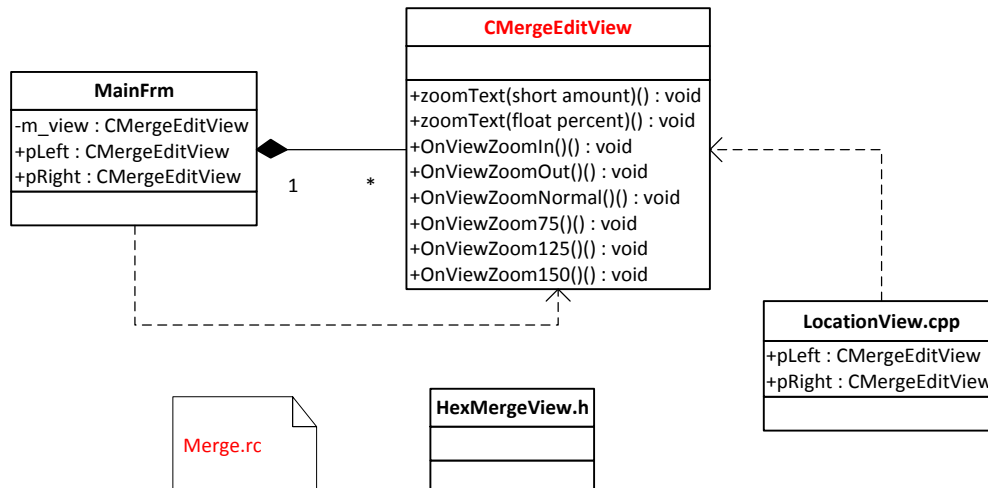 CMergeEditView
+zoomText(short amount)() : void
+zoomText(float percent)() : void
+OnViewZoomIn()() : void
+OnViewZoomOut()() : void
+OnViewZoomNormal()() : void
+OnViewZoom75()() : void
+OnViewZoom125()() : void
+OnViewZoom150()() : void
MainFrm
-m_view : CMergeEditView
+pLeft : CMergeEditView
+pRight : CMergeEditView
1
*
LocationView.cpp
+pLeft : CMergeEditView
+pRight : CMergeEditView
Merge.rc
HexMergeView.h